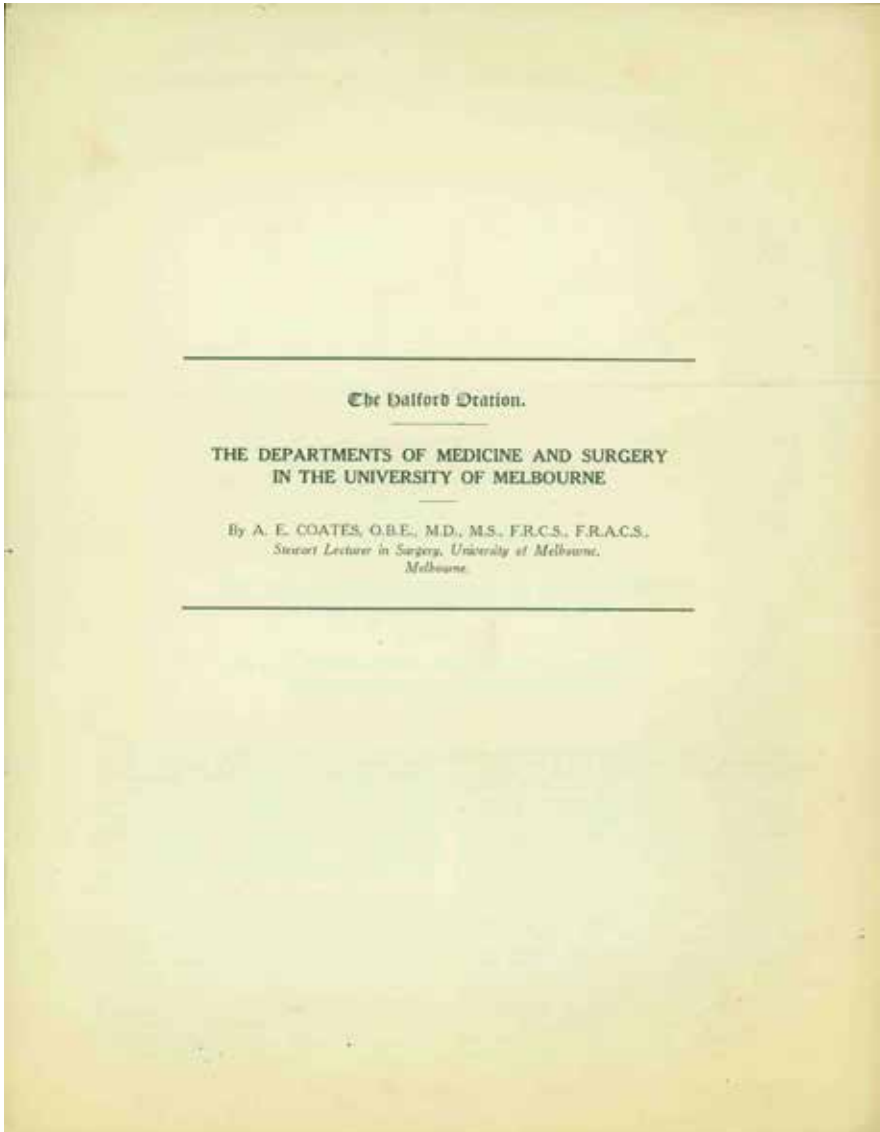 The Halford Oration.
THE DEPARTMENTS OF MEDICINE AND SURGERY
IN THE UNIVERSITY OF MELBOURNE
By A. E. COATES, O.B.E., M.D., M.S., F.R.C.S., F.R.A.C.S.,
Stewart Lecturer in Surgery, University of Melbourne,
Melbourne.